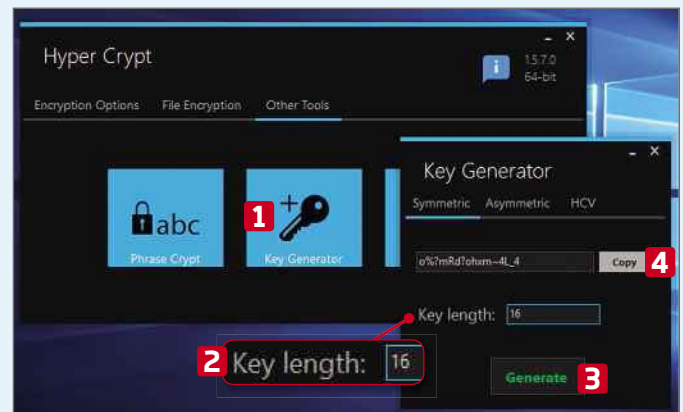 Hyper Crypt
1.5.7.0
64-bit
Encryption Options File Encryption Other Tools
abc
Phrase Crypt
1
Key Generator
Key Generator
Symmetric Asymmetric HCV
o%?mRd?ohxm~4L_4
Copy
4
Key length: 16
2
Key length: 16
Generate
3